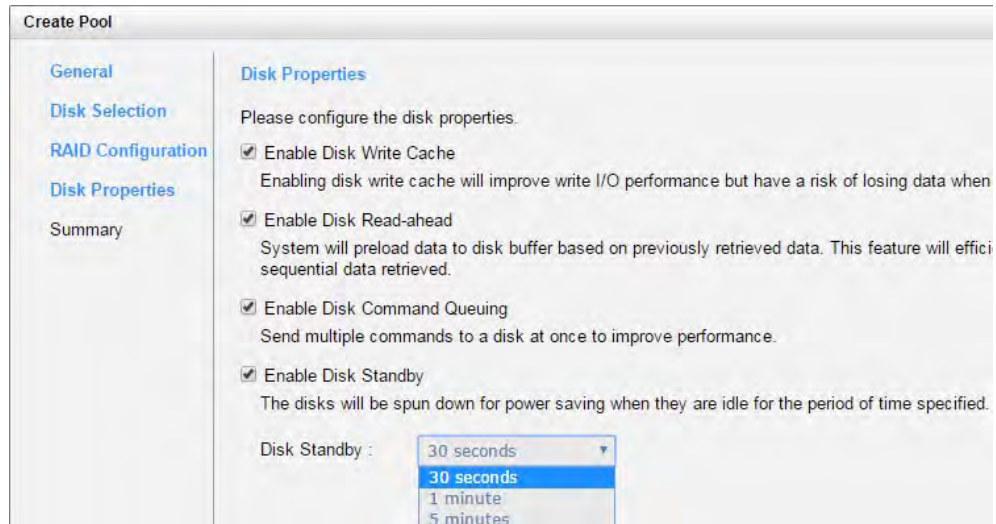 Create Pool
General
Disk Selection
RAID Configuration
Disk Properties
Summary
Disk Properties
Please configure the disk properties.
Enable Disk Write Cache
Enabling disk write cache will improve write I/O performance but have a risk of losing data when
Enable Disk Read-ahead
System will preload data to disk buffer based on previously retrieved data. This feature will effici
sequential data retrieved.
Enable Disk Command Queuing
Send multiple commands to a disk at once to improve performance.
Enable Disk Standby
The disks will be spun down for power saving when they are idle for the period of time specified.
Disk Standby :
30 seconds
30 seconds
1 minute
5 minutes